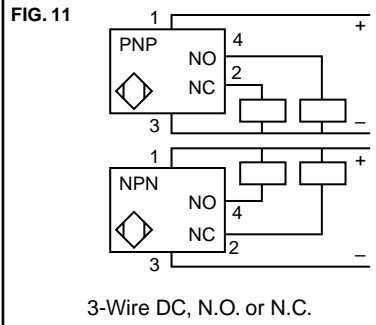 FIG. 11
1
+
PNP
4
NO
2
NC
3
–
1
+
NPN
NO
4
NC
2
3
–
3-Wire DC, N.O. or N.C.